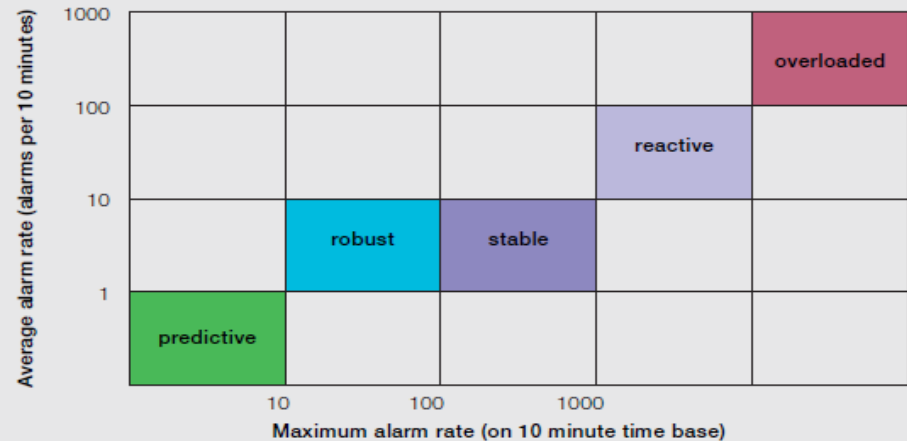 Average alarm rate (alarms per 10 minutes)
1000
overloaded
100
reactive
10
robust
stable
1
predictive
10
100
1000
Maximum alarm rate (on 10 minute time base)